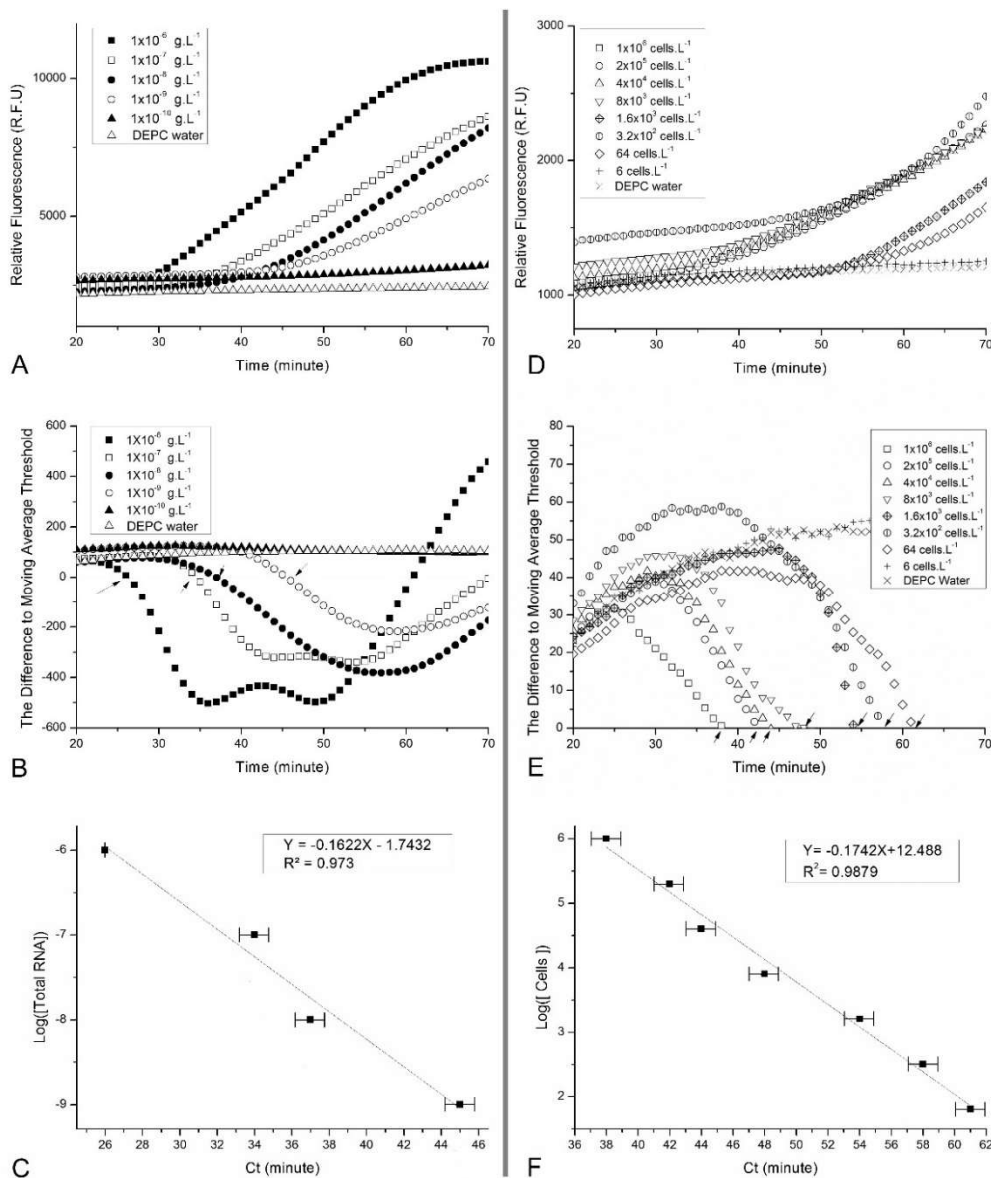 10000
5000
Relative Fluorescence (R.F.U)
1x10⁻⁶ g.L⁻¹
1x10⁻⁷ g.L⁻¹
1x10⁻⁸ g.L⁻¹
1x10⁻⁹ g.L⁻¹
1x10⁻¹⁰ g.L⁻¹
DEPC water
20 30 40 50 60 70
Time (minute)
A
3000
2000
1000
Relative Fluorescence (R.F.U)
1x10⁶ cells.L⁻¹
2x10⁵ cells.L⁻¹
4x10⁴ cells.L⁻¹
8x10³ cells.L⁻¹
1.6x10³ cells.L⁻¹
3.2x10² cells.L⁻¹
64 cells.L⁻¹
6 cells.L⁻¹
DEPC water
20 30 40 50 60 70
Time (minute)
D
600
400
200
100
0
-200
-400
-600
The Difference to Moving Average Threshold
1X10⁻⁶ g.L⁻¹
1X10⁻⁷ g.L⁻¹
1X10⁻⁸ g.L⁻¹
1X10⁻⁹ g.L⁻¹
1X10⁻¹⁰ g.L⁻¹
DEPC water
20 30 40 50 60 70
Time (minute)
B
80
70
60
50
40
30
20
10
0
The Difference to Moving Average Threshold
1x10⁶ cells.L⁻¹
2x10⁵ cells.L⁻¹
4x10⁴ cells.L⁻¹
8x10³ cells.L⁻¹
1.6x10³ cells.L⁻¹
3.2x10² cells.L⁻¹
64 cells.L⁻¹
6 cells.L⁻¹
DEPC Water
20 30 40 50 60 70
Time (minute)
E
-6
-7
-8
-9
Log([Total RNA])
Y = -0.1622X - 1.7432
R² = 0.973
26 28 30 32 34 36 38 40 42 44 46
Ct (minute)
C
6
5
4
3
2
Log([ Cells ])
Y= -0.1742X+12.488
R²= 0.9879
36 38 40 42 44 46 48 50 52 54 56 58 60 62
Ct (minute)
F